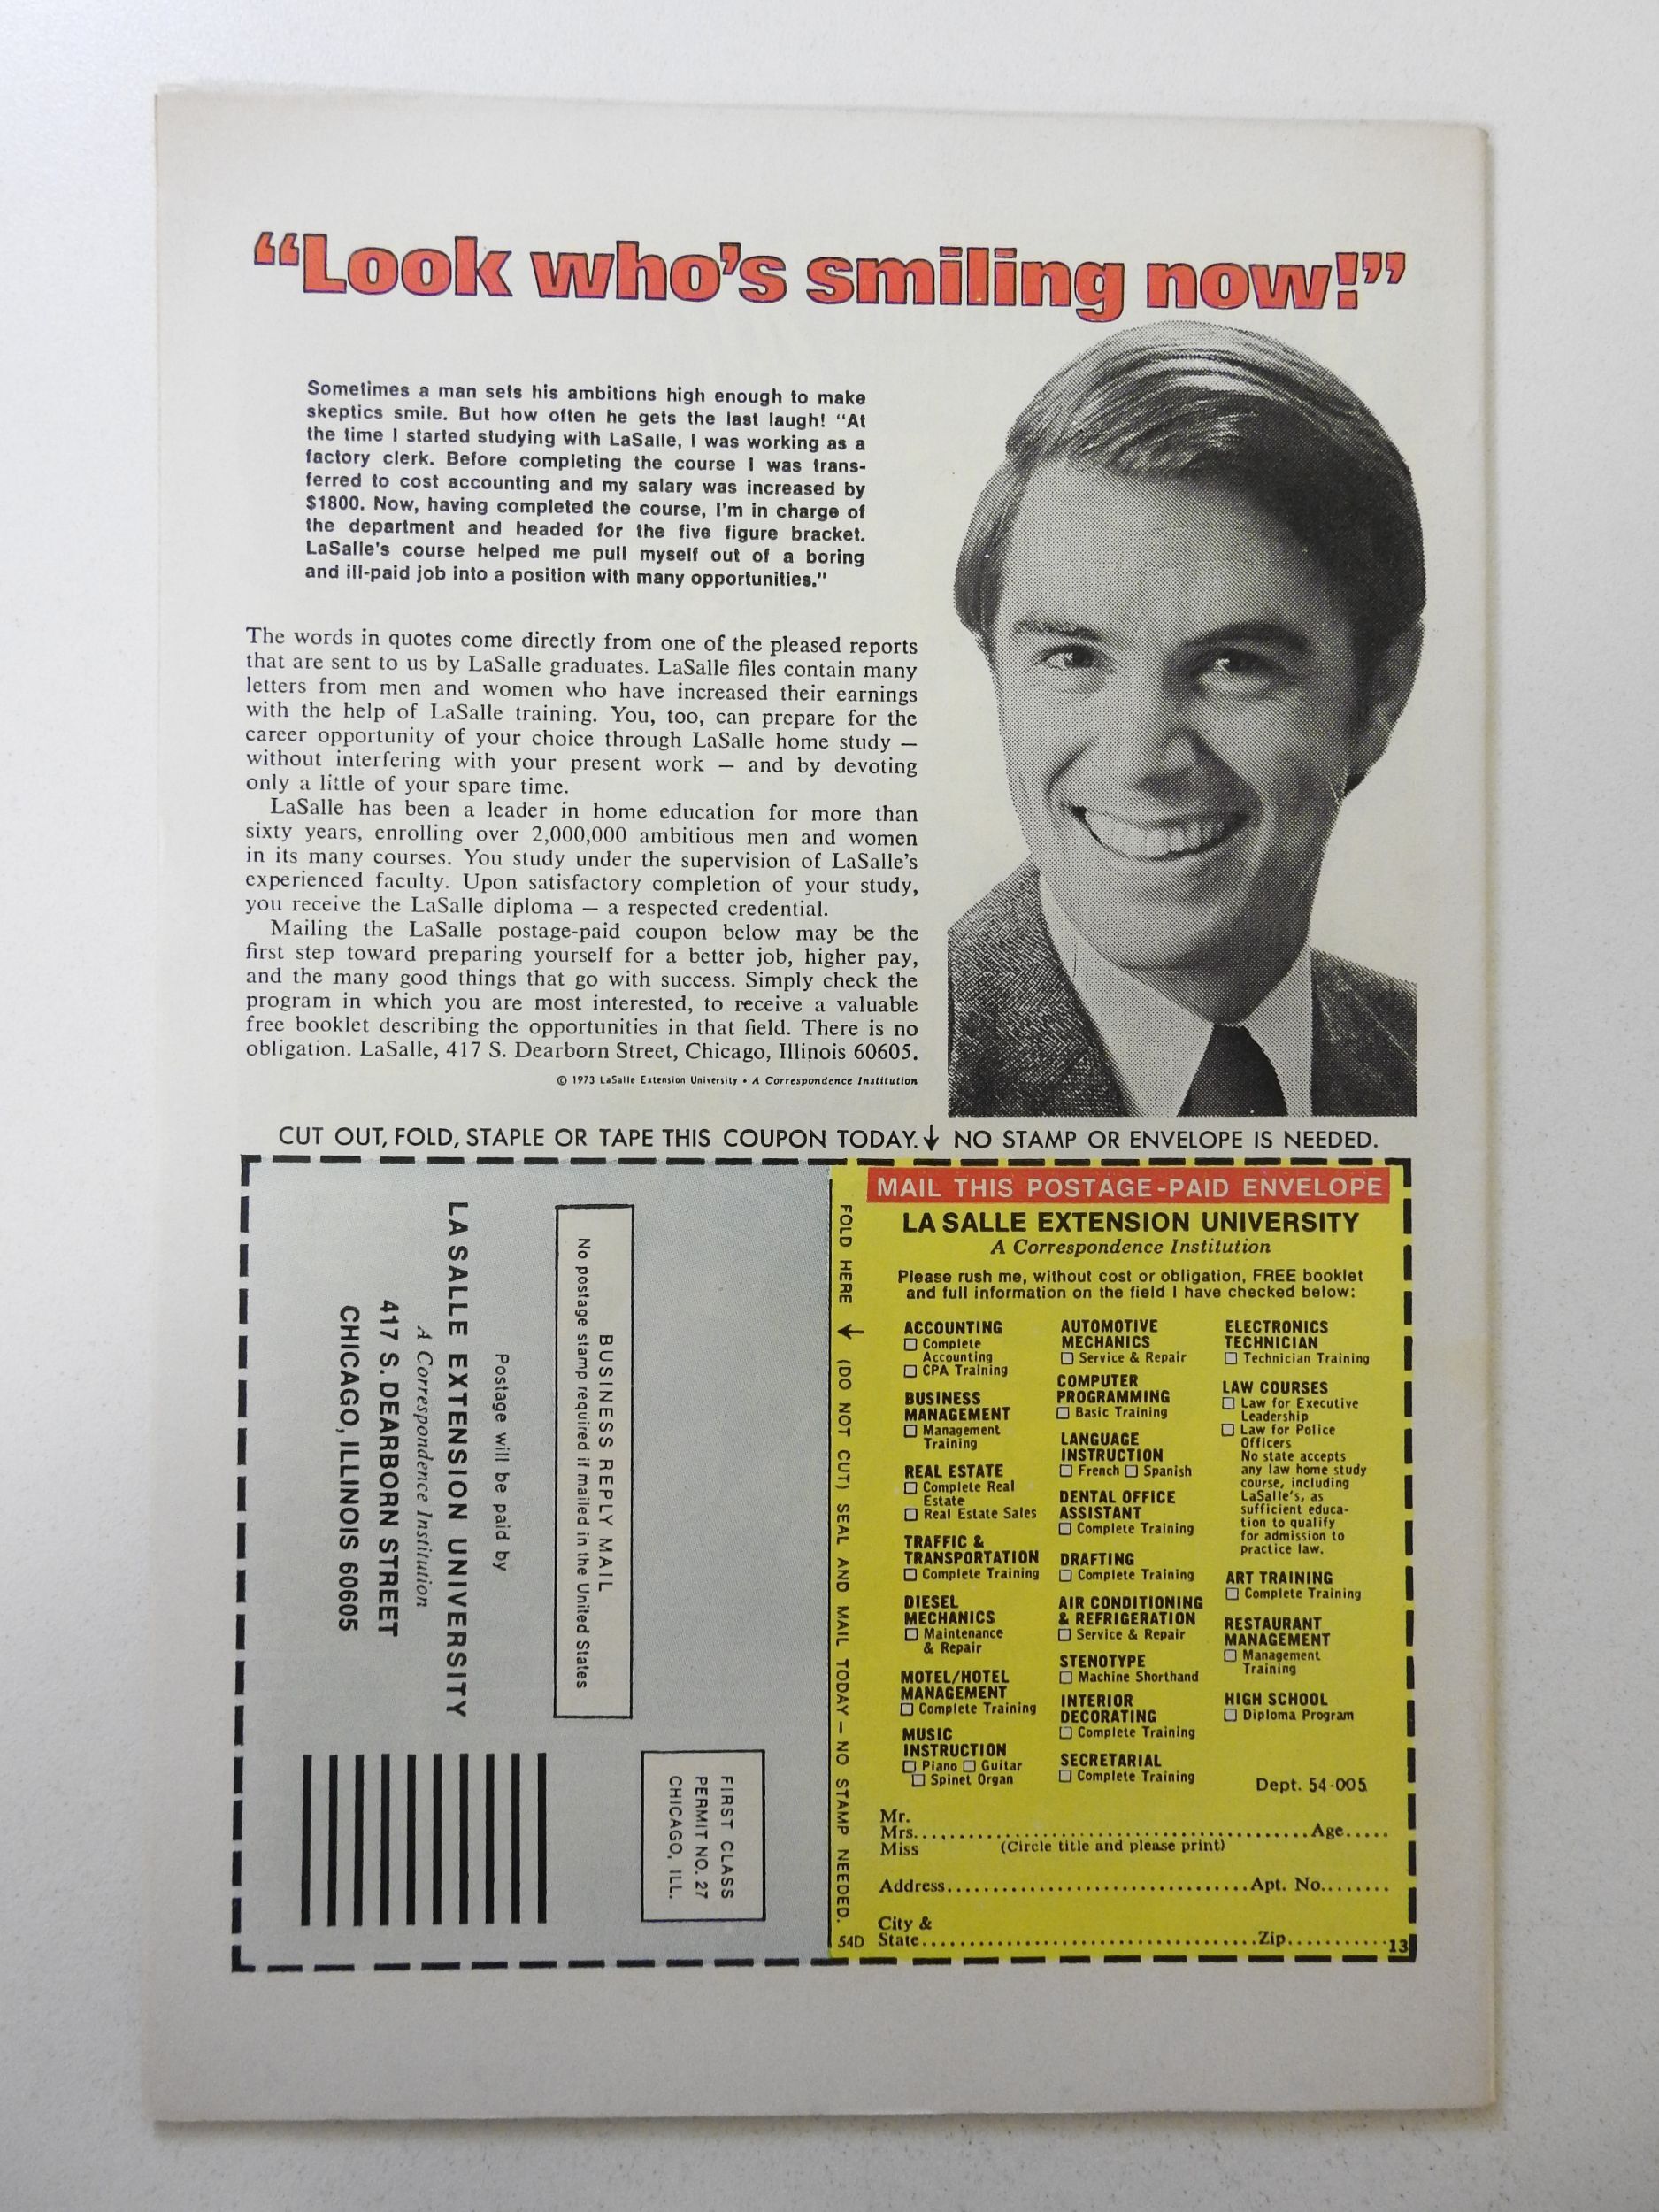 “Look who’s smiling now!”
Sometimes a man sets his ambitions high enough to make
skeptics smile. But how often he gets the last laugh! “At
the time I started studying with LaSalle, I was working as a
factory clerk. Before completing the course I was trans-
ferred to cost accounting and my salary was increased by
$1800. Now, having completed the course, I'm in charge of
the department and headed for the five figure bracket.
LaSalle's course helped me pull myself out of a boring
and ill-paid job into a position with many opportunities.”
The words in quotes come directly from one of the pleased reports
that are sent to us by LaSalle graduates. LaSalle files contain many
letters from men and women who have increased their earnings
with the help of LaSalle training. You, too, can prepare for the
career opportunity of your choice through LaSalle home study —
without interfering with your present work — and by devoting
only a little of your spare time.
LaSalle has been a leader in home education for more than
sixty years, enrolling over 2,000,000 ambitious men and women
in its many courses. You study under the supervision of LaSalle’s
experienced faculty. Upon satisfactory completion of your study,
you receive the LaSalle diploma — a respected credential.
Mailing the LaSalle postage-paid coupon below may be the
first step toward preparing yourself for a better job, higher pay,
and the many good things that go with success. Simply check the
program in which you are most interested, to receive a valuable
free booklet describing the opportunities in that field. There is no
obligation. LaSalle, 417 S. Dearborn Street, Chicago, Illinois 60605.
© 1973 LaSalle Extension University • A Correspondence Institution
CUT OUT, FOLD, STAPLE OR TAPE THIS COUPON TODAY.↓ NO STAMP OR ENVELOPE IS NEEDED.
FIRST CLASS
PERMIT NO. 27
CHICAGO, ILL.
BUSINESS REPLY MAIL
No postage stamp required if mailed in the United States
Postage will be paid by
LA SALLE EXTENSION UNIVERSITY
A Correspondence Institution
417 S. DEARBORN STREET
CHICAGO, ILLINOIS 60605
FOLD HERE ↓ (DO NOT CUT) SEAL AND MAIL TODAY — NO STAMP NEEDED.
54D
MAIL THIS POSTAGE-PAID ENVELOPE
LA SALLE EXTENSION UNIVERSITY
A Correspondence Institution
Please rush me, without cost or obligation, FREE booklet
and full information on the field I have checked below:
ACCOUNTING
☐ Complete
Accounting
☐ CPA Training
BUSINESS
MANAGEMENT
☐ Management
Training
REAL ESTATE
☐ Complete Real
Estate
☐ Real Estate Sales
TRAFFIC &
TRANSPORTATION
☐ Complete Training
DIESEL
MECHANICS
☐ Maintenance
& Repair
MOTEL/HOTEL
MANAGEMENT
☐ Complete Training
MUSIC
INSTRUCTION
☐ Piano ☐ Guitar
☐ Spinet Organ
AUTOMOTIVE
MECHANICS
☐ Service & Repair
COMPUTER
PROGRAMMING
☐ Basic Training
LANGUAGE
INSTRUCTION
☐ French ☐ Spanish
DENTAL OFFICE
ASSISTANT
☐ Complete Training
DRAFTING
☐ Complete Training
AIR CONDITIONING
& REFRIGERATION
☐ Service & Repair
STENOTYPE
☐ Machine Shorthand
INTERIOR
DECORATING
☐ Complete Training
SECRETARIAL
☐ Complete Training
ELECTRONICS
TECHNICIAN
☐ Technician Training
LAW COURSES
☐ Law for Executive
Leadership
☐ Law for Police
Officers
No state accepts
any law home study
course, including
LaSalle's, as
sufficient educa-
tion to qualify
for admission to
practice law.
ART TRAINING
☐ Complete Training
RESTAURANT
MANAGEMENT
☐ Management
Training
HIGH SCHOOL
☐ Diploma Program
Dept. 54-005
Mr.
Mrs. ........................................ Age.....
Miss (Circle title and please print)
Address.................................. Apt. No........
City &
State..................................... Zip...........
13